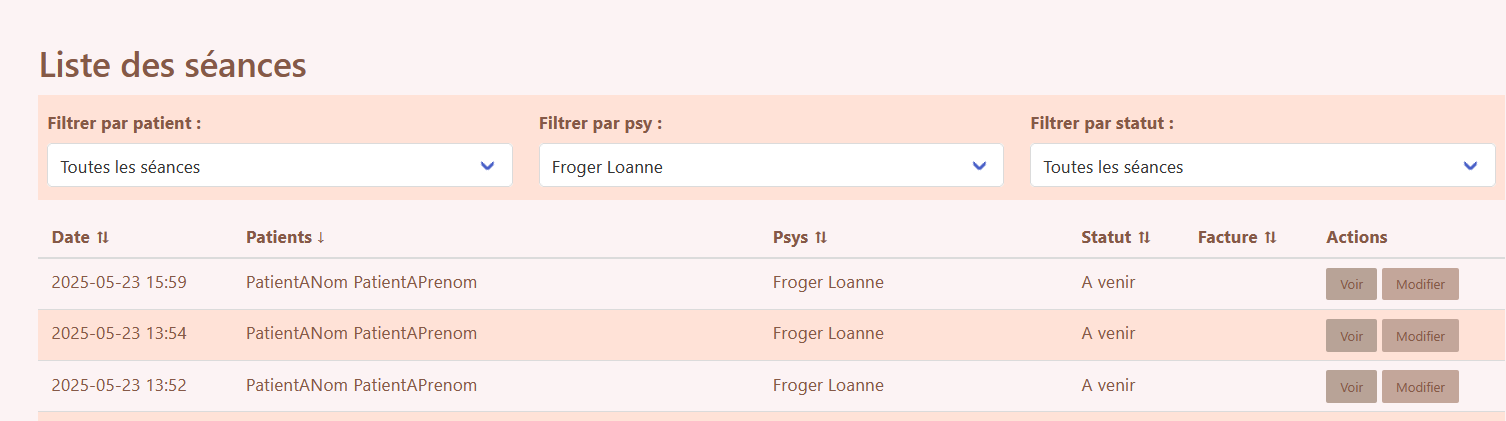 Liste des séances
Filtrer par patient : Filtrer par psy : Filtrer par statut :
Toutes les séances Froger Loanne Toutes les séances
Date ⇅ Patients ↓ Psys ⇅ Statut ⇅ Facture ⇅ Actions
2025-05-23 15:59 PatientANom PatientAPrenom Froger Loanne A venir Voir Modifier
2025-05-23 13:54 PatientANom PatientAPrenom Froger Loanne A venir Voir Modifier
2025-05-23 13:52 PatientANom PatientAPrenom Froger Loanne A venir Voir Modifier